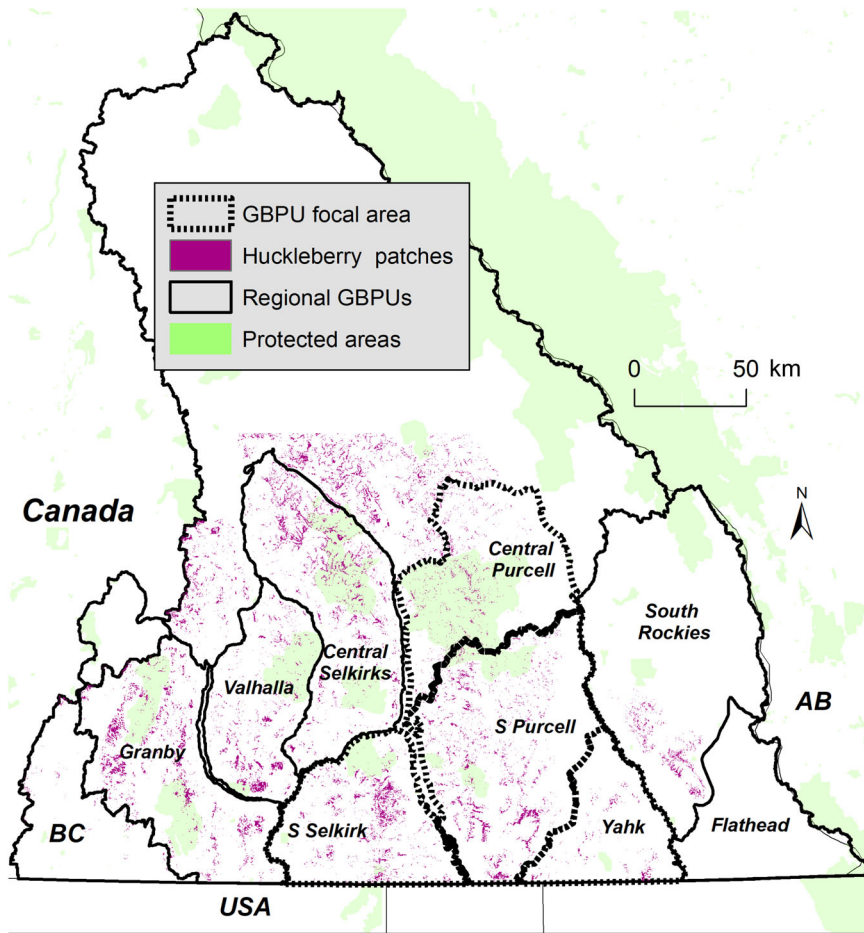 GBPU focal area
Huckleberry patches
Regional GBPUs
Protected areas
0 50 km
N
Canada
Central
Purcell
South
Rockies
Central
Selkirks
Valhalla
AB
S Purcell
Granby
S Selkirk
Yahk
Flathead
BC
USA